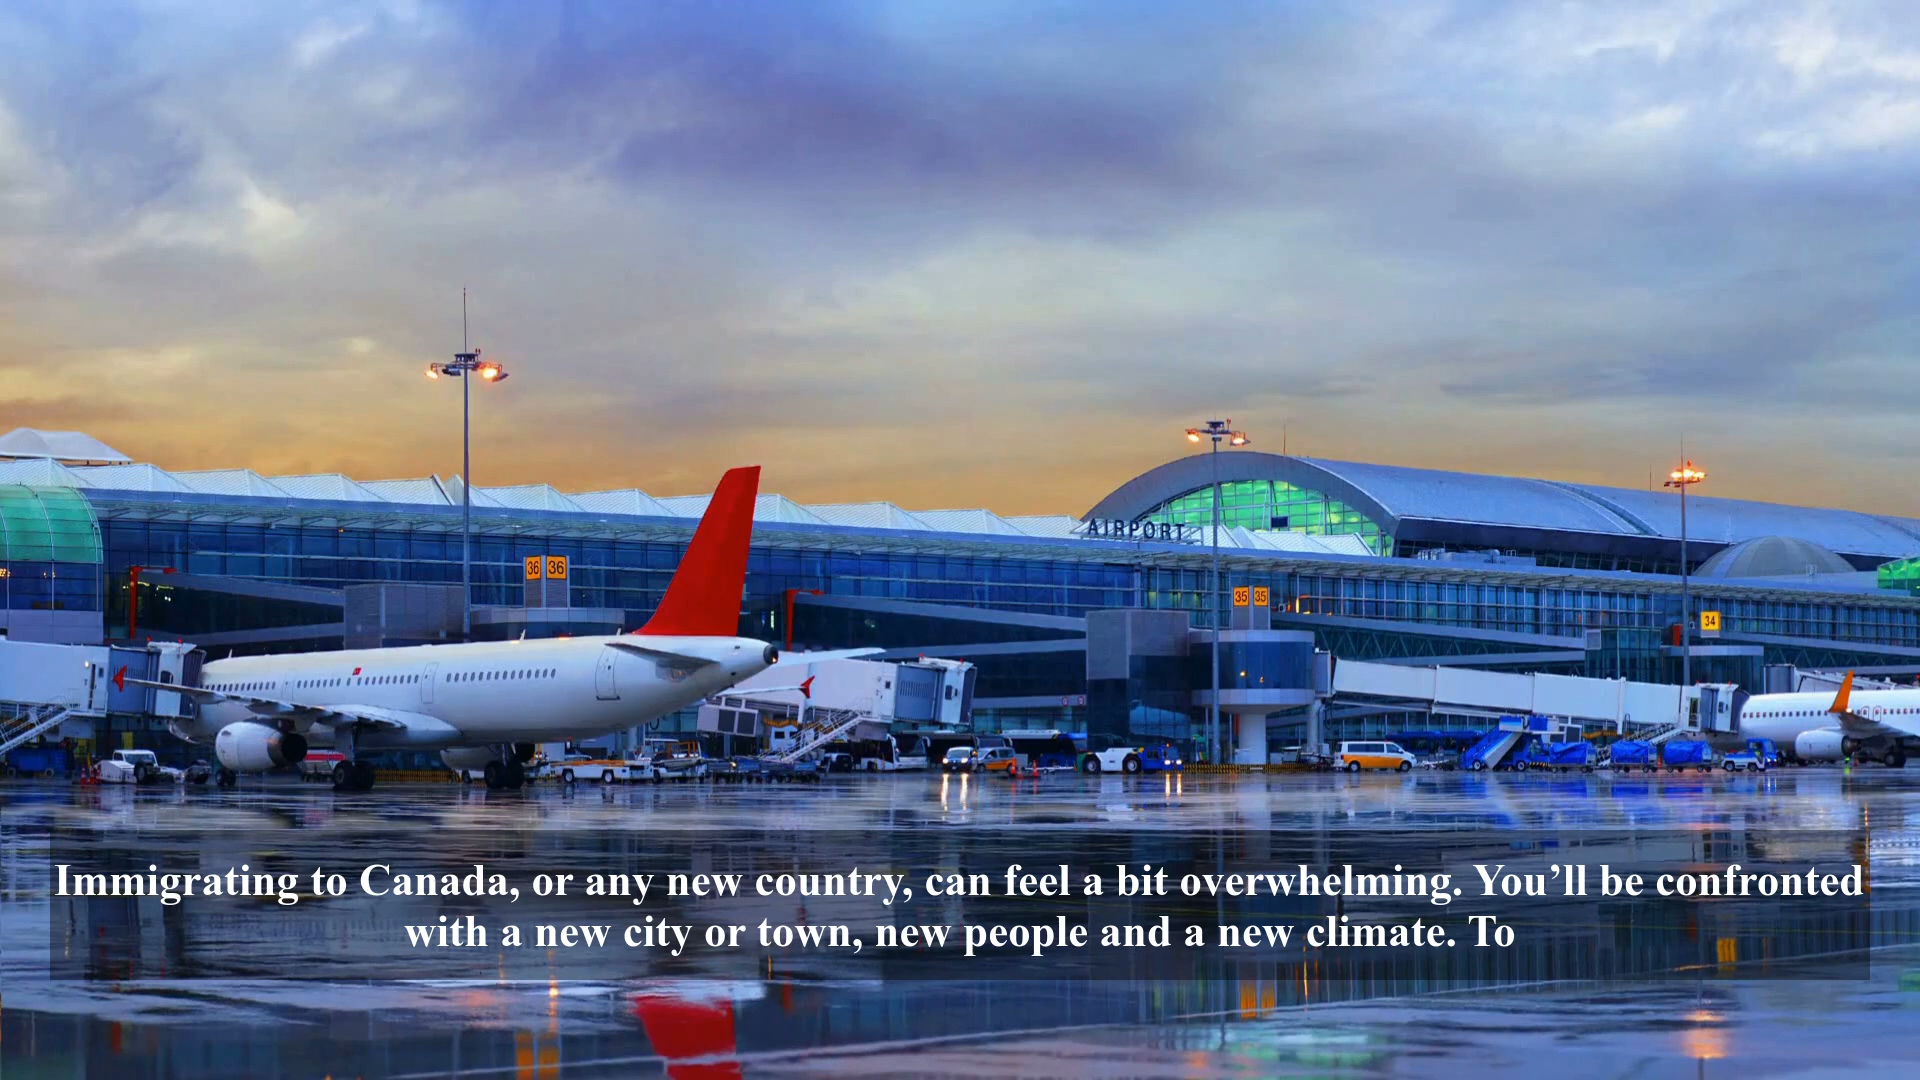 AIRPORT
36 36
35 35
34
Immigrating to Canada, or any new country, can feel a bit overwhelming. You’ll be confronted
with a new city or town, new people and a new climate. To